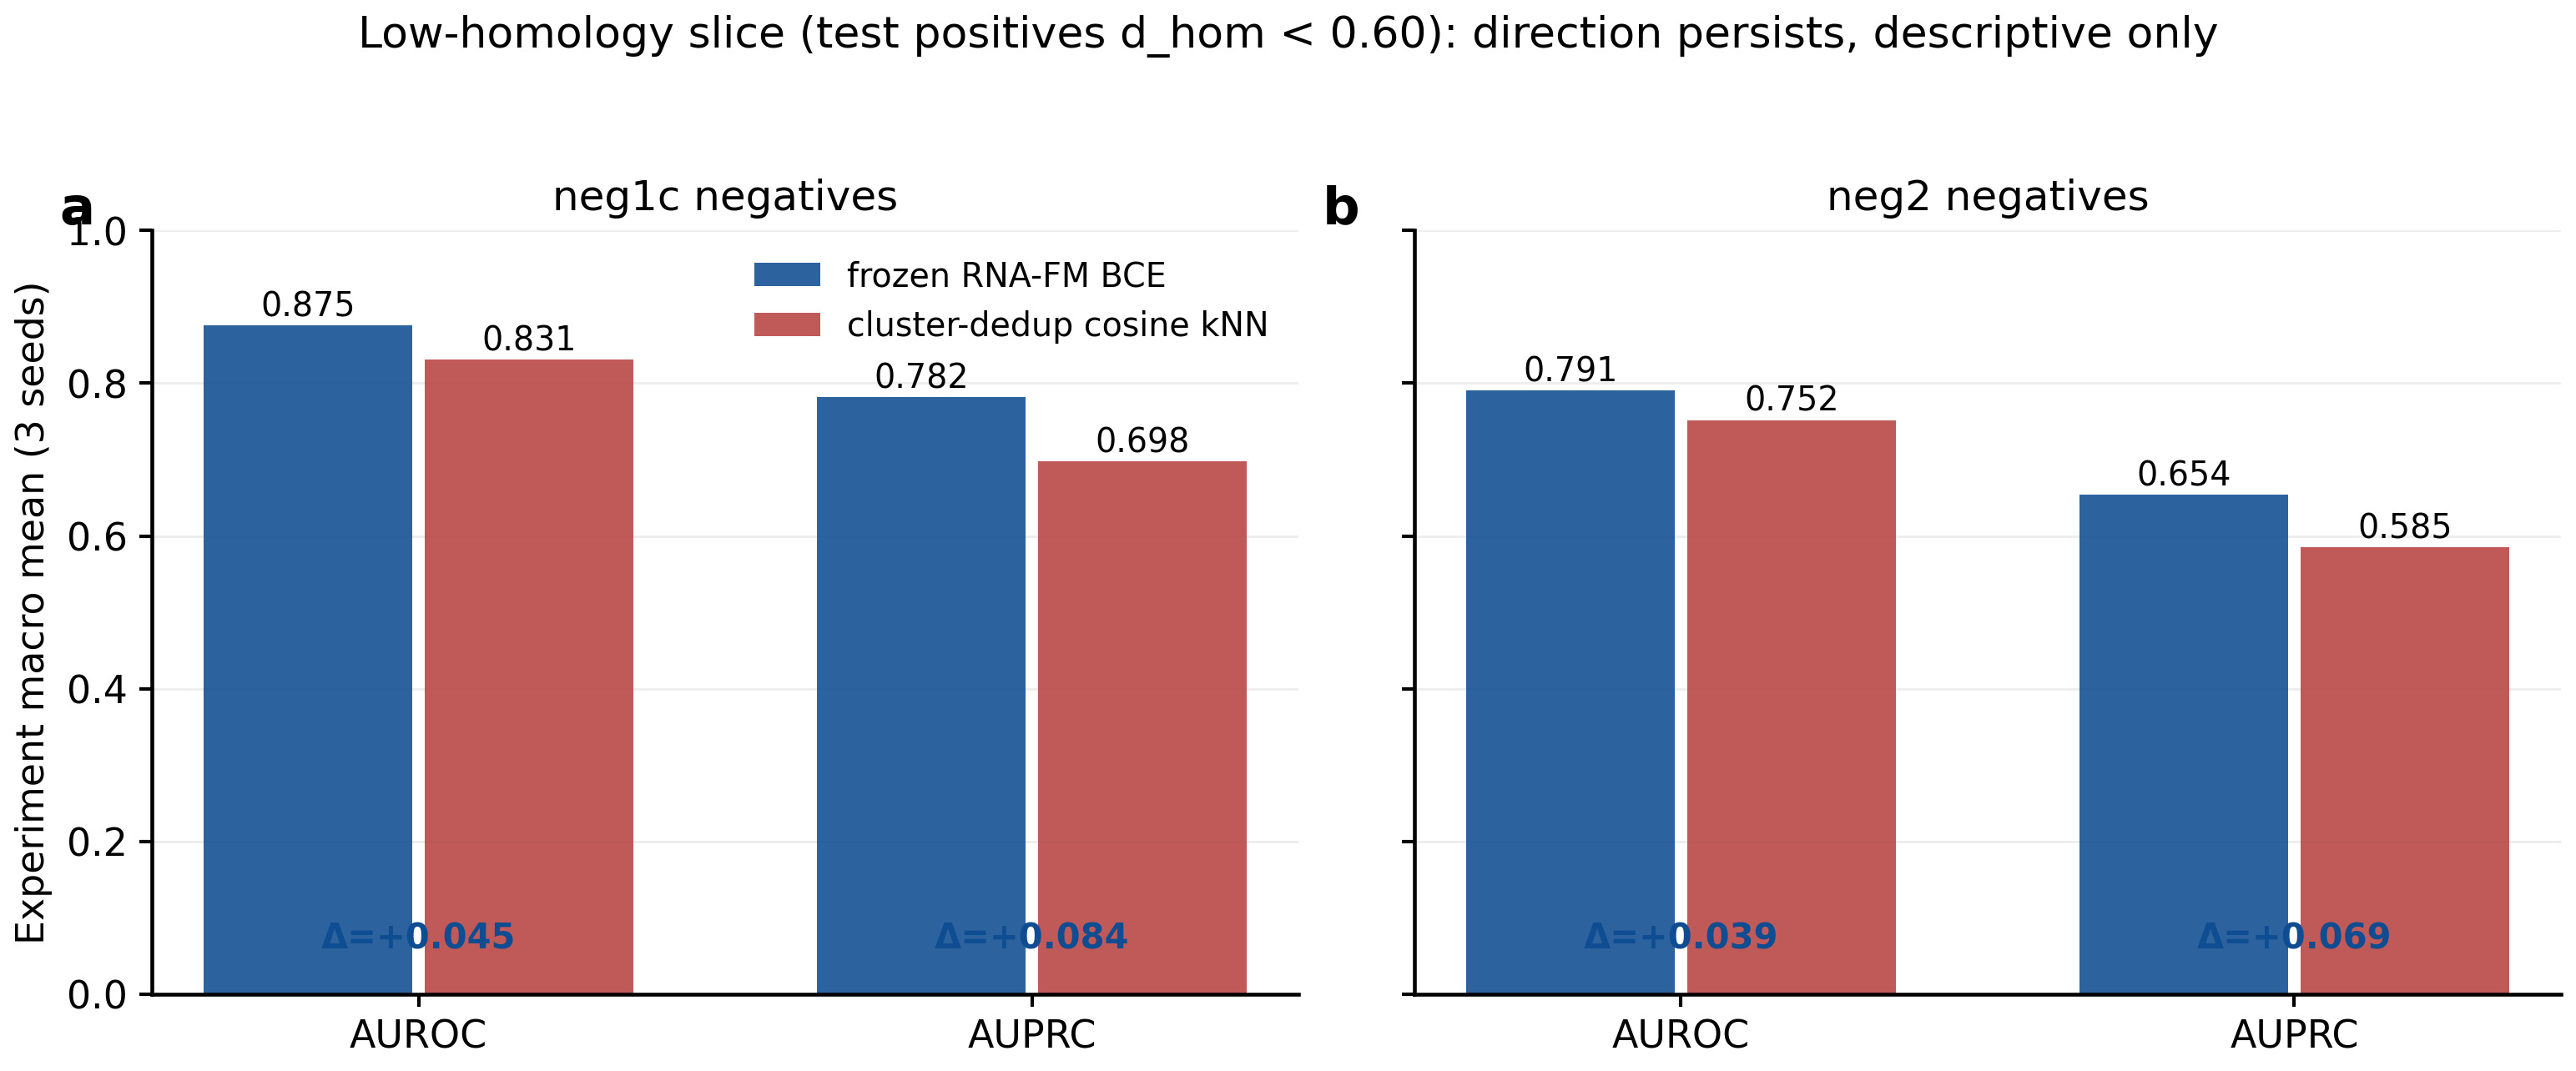 Low-homology slice (test positives d_hom < 0.60): direction persists, descriptive only
a
neg1c negatives
Experiment macro mean (3 seeds)
1.0
0.8
0.6
0.4
0.2
0.0
frozen RNA-FM BCE
cluster-dedup cosine kNN
0.875
0.831
0.782
0.698
Δ=+0.045
Δ=+0.084
AUROC
AUPRC
b
neg2 negatives
0.791
0.752
0.654
0.585
Δ=+0.039
Δ=+0.069
AUROC
AUPRC